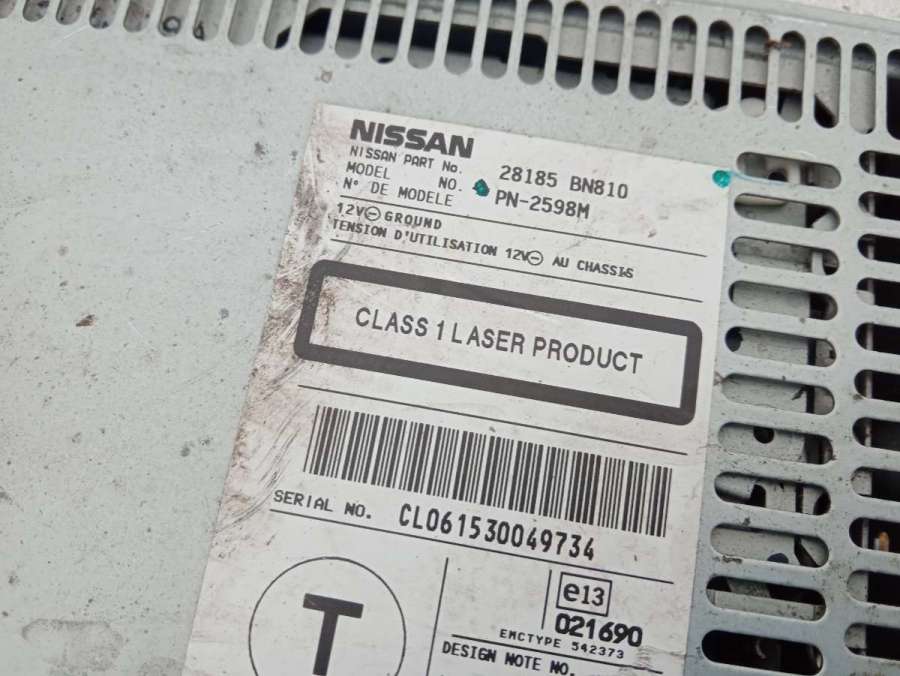 NISSAN
NISSAN PART No. 28185 BN810
MODEL NO. PN-2598M
N° DE MODELE
12V⊖ GROUND
TENSION D'UTILISATION 12V⊖ AU CHASSIS
CLASS 1 LASER PRODUCT
SERIAL NO. CL061530049734
T
e13
021690
EMCTYPE 542373
DESIGN NOTE NO.